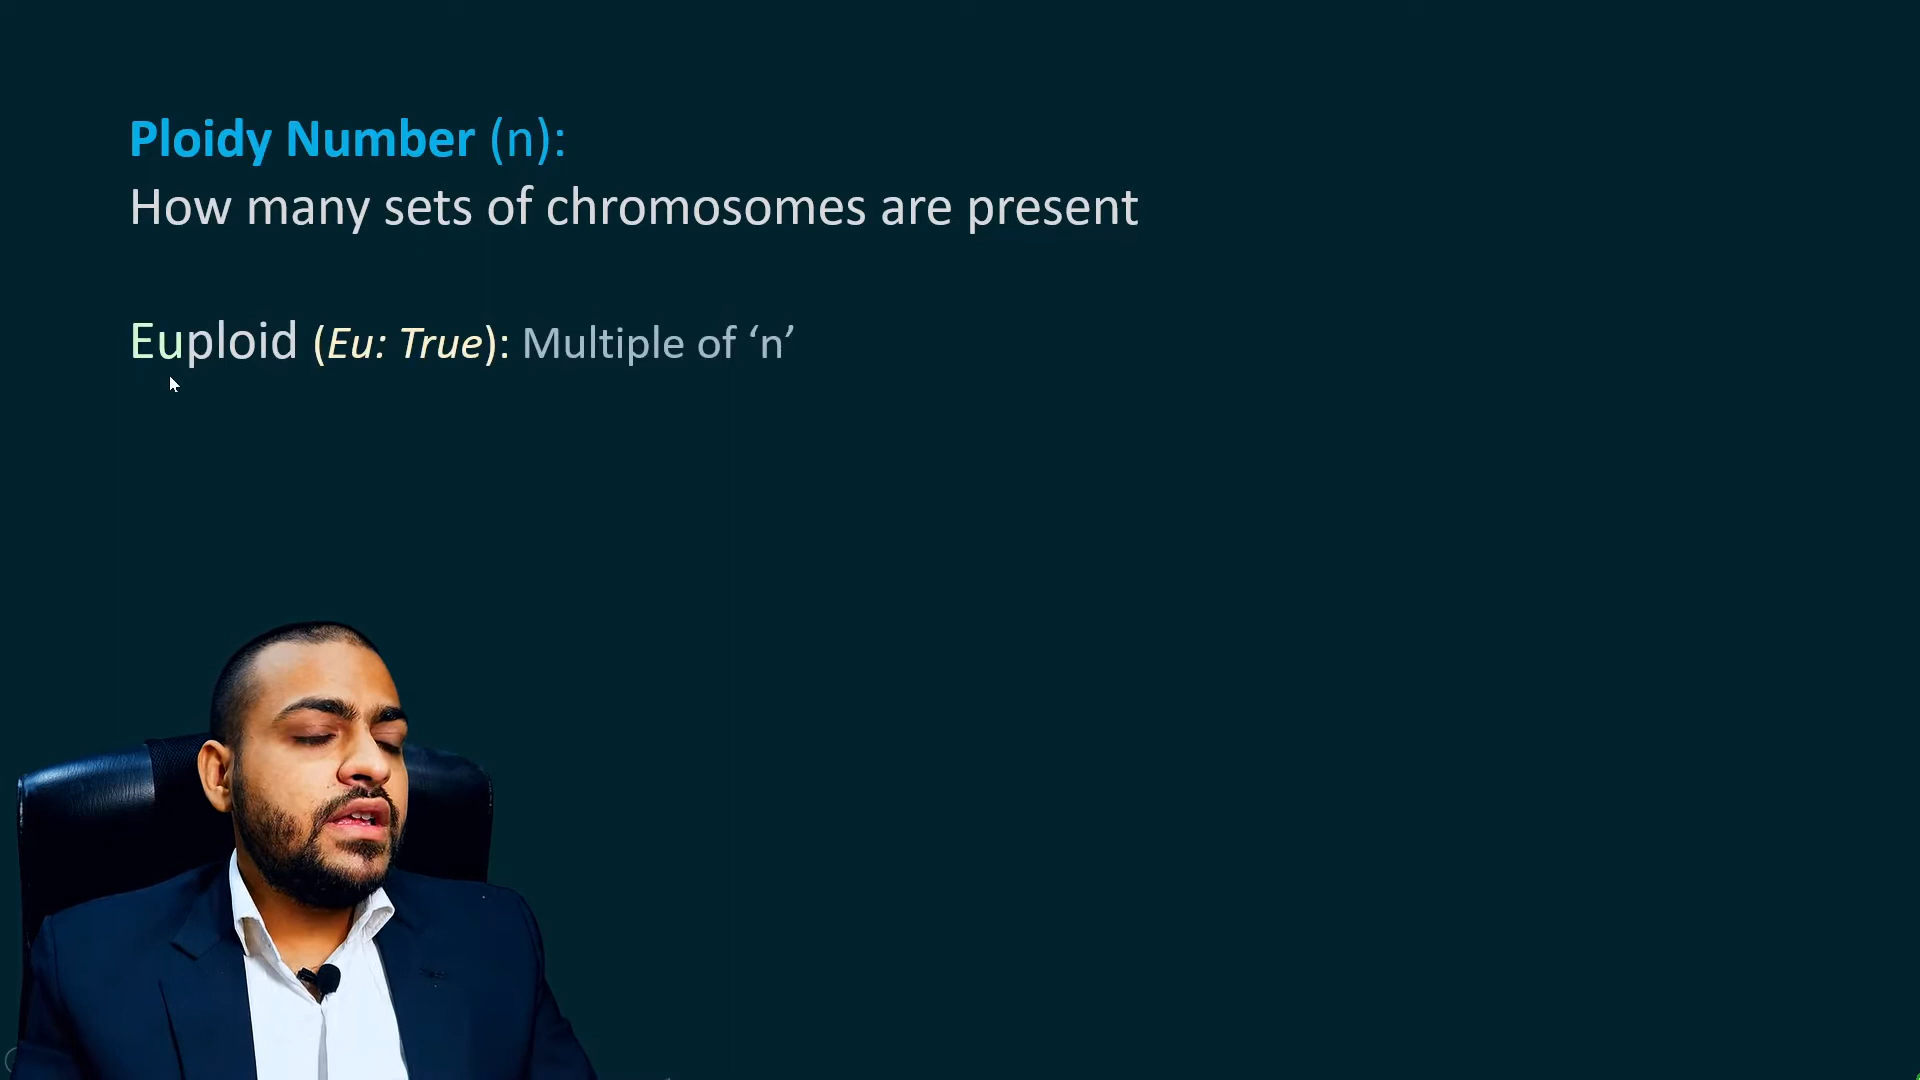 Ploidy Number (n):
How many sets of chromosomes are present
Euploid (Eu: True): Multiple of ‘n’